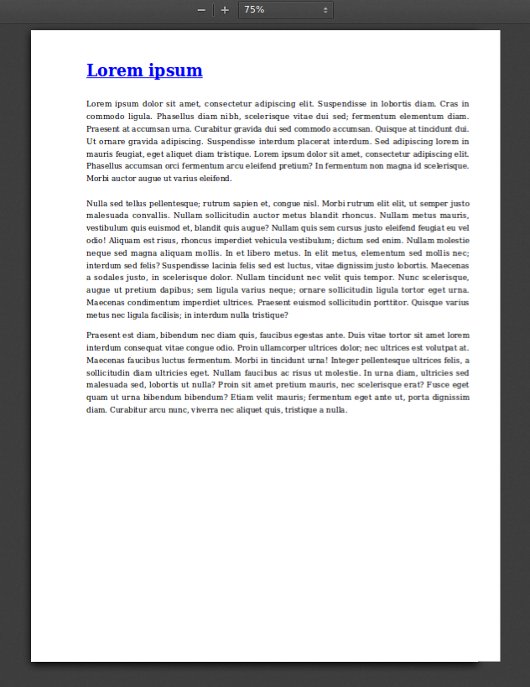 75%
Lorem ipsum
Lorem ipsum dolor sit amet, consectetur adipiscing elit. Suspendisse in lobortis diam. Cras in
commodo ligula. Phasellus diam nibh, scelerisque vitae dui sed; fermentum elementum diam.
Praesent at accumsan urna. Curabitur gravida dui sed commodo accumsan. Quisque at tincidunt dui.
Ut ornare gravida adipiscing. Suspendisse interdum placerat interdum. Sed adipiscing lorem in
mauris feugiat, eget aliquet diam tristique. Lorem ipsum dolor sit amet, consectetur adipiscing elit.
Phasellus accumsan orci fermentum arcu eleifend pretium? In fermentum non magna id scelerisque.
Morbi auctor augue ut varius eleifend.
Nulla sed tellus pellentesque; rutrum sapien et, congue nisl. Morbi rutrum elit elit, ut semper justo
malesuada convallis. Nullam sollicitudin auctor metus blandit rhoncus. Nullam metus mauris,
vestibulum quis euismod et, blandit quis augue? Nullam quis sem cursus justo eleifend feugiat eu vel
odio! Aliquam est risus, rhoncus imperdiet vehicula vestibulum; dictum sed enim. Nullam molestie
neque sed magna aliquam mollis. In et libero metus. In elit metus, elementum sed mollis nec;
interdum sed felis? Suspendisse lacinia felis sed est luctus, vitae dignissim justo lobortis. Maecenas
a sodales justo, in scelerisque dolor. Nullam tincidunt nec velit quis tempor. Nunc scelerisque,
augue ut pretium dapibus; sem ligula varius neque; ornare sollicitudin ligula tortor eget urna.
Maecenas condimentum imperdiet ultrices. Praesent euismod sollicitudin porttitor. Quisque varius
metus nec ligula facilisis; in interdum nulla tristique?
Praesent est diam, bibendum nec diam quis, faucibus egestas ante. Duis vitae tortor sit amet lorem
interdum consequat vitae congue odio. Proin ullamcorper ultrices dolor; nec ultrices est volutpat at.
Maecenas faucibus luctus fermentum. Morbi in tincidunt urna! Integer pellentesque ultrices felis, a
sollicitudin diam ultricies eget. Nullam faucibus ac risus ut molestie. In urna diam, ultricies sed
malesuada sed, lobortis ut nulla? Proin sit amet pretium mauris, nec scelerisque erat? Fusce eget
quam ut urna bibendum bibendum? Etiam velit mauris; fermentum eget ante ut, porta dignissim
diam. Curabitur arcu nunc, viverra nec aliquet quis, tristique a nulla.